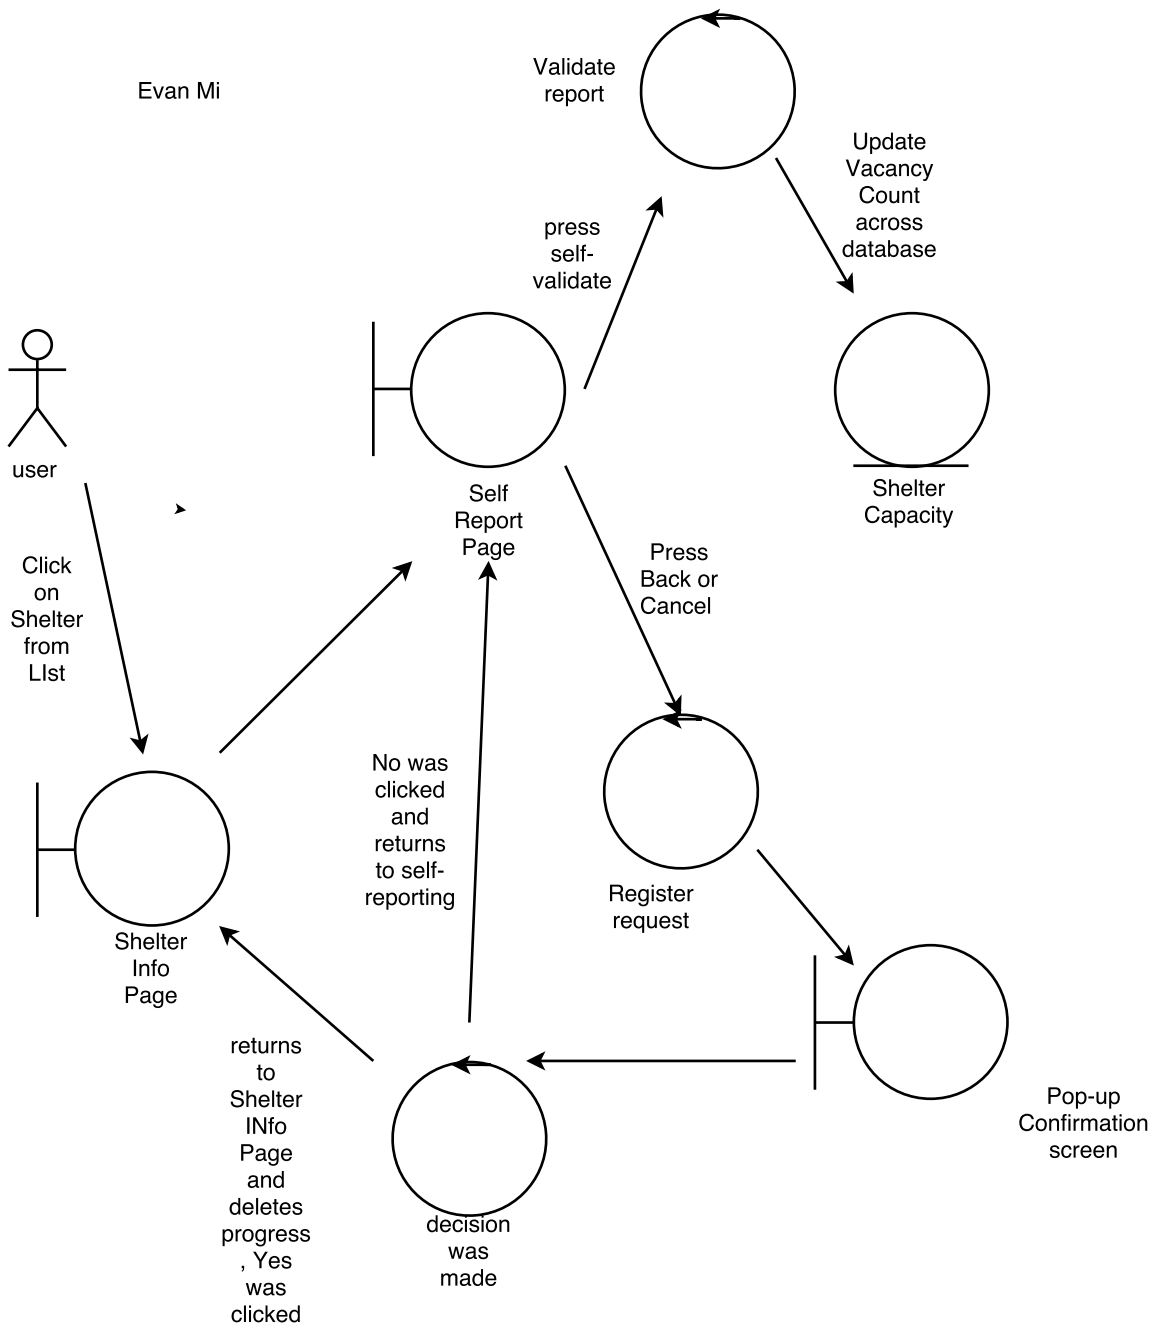 Evan Mi
Validate
report
Update
Vacancy
Count
across
database
press
self-
validate
user
Self
Report
Page
Shelter
Capacity
Click
on
Shelter
from
LIst
Press
Back or
Cancel
No was
clicked
and
returns
to self-
reporting
Register
request
Shelter
Info
Page
returns
to
Shelter
INfo
Page
and
deletes
progress
, Yes
was
clicked
Pop-up
Confirmation
screen
decision
was
made